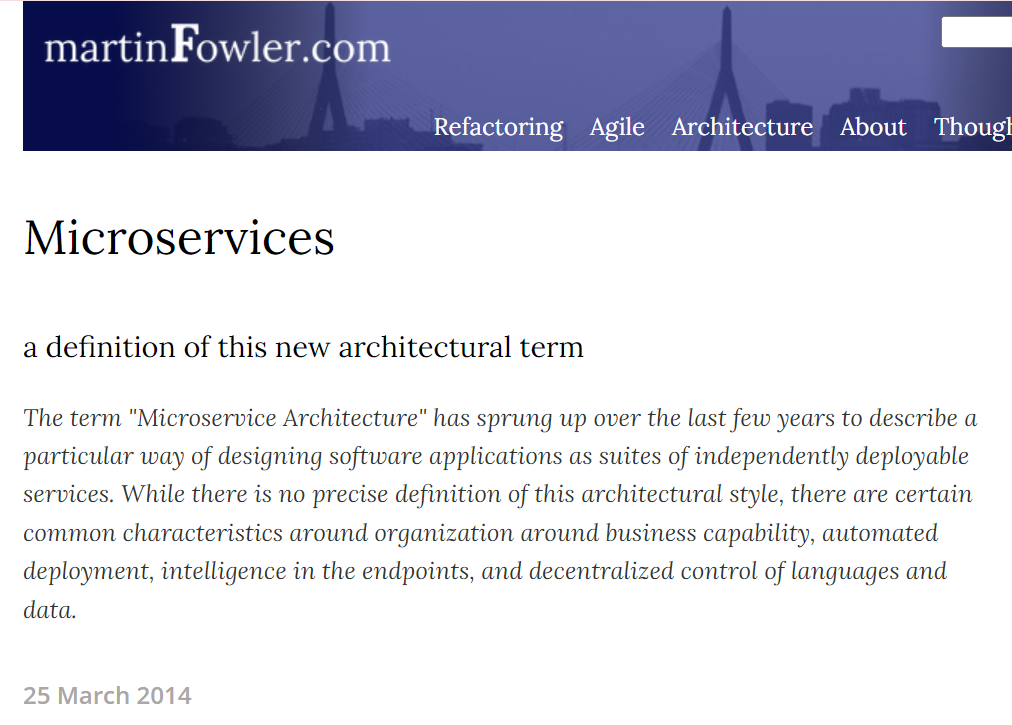 martinFowler.com
Refactoring Agile Architecture About
Microservices
a definition of this new architectural term
The term "Microservice Architecture" has sprung up over the last few years to describe a
particular way of designing software applications as suites of independently deployable
services. While there is no precise definition of this architectural style, there are certain
common characteristics around organization around business capability, automated
deployment, intelligence in the endpoints, and decentralized control of languages and
data.
25 March 2014